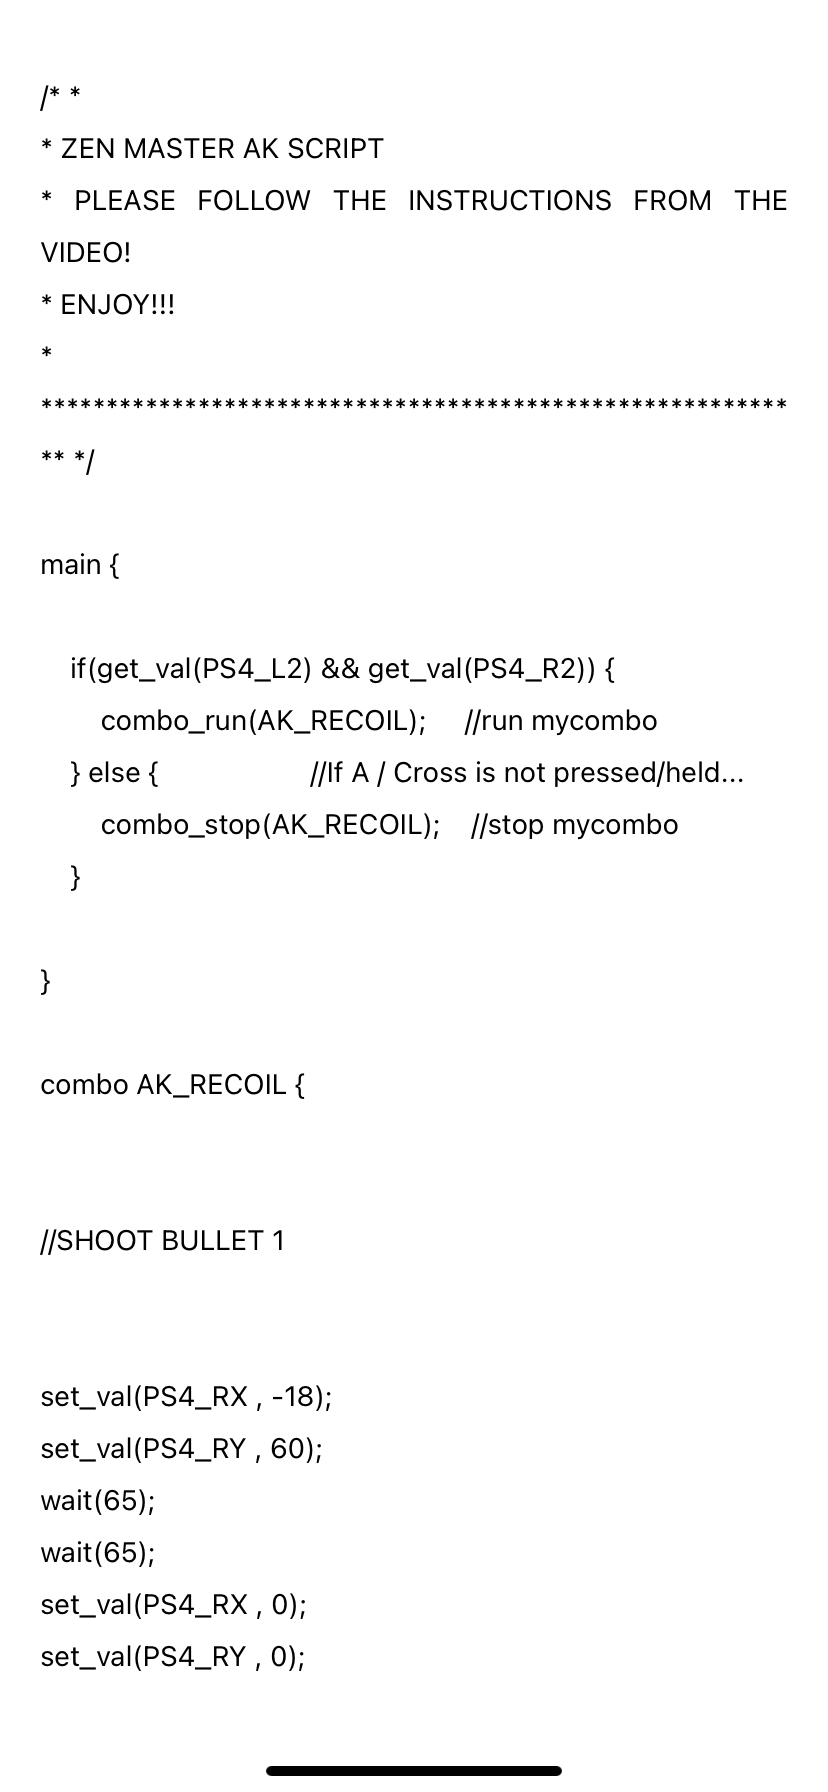 /* *
* ZEN MASTER AK SCRIPT
* PLEASE FOLLOW THE INSTRUCTIONS FROM THE
VIDEO!
* ENJOY!!!
*
*********************************************************
** */
main {
if(get_val(PS4_L2) && get_val(PS4_R2)) {
combo_run(AK_RECOIL); //run mycombo
} else { //If A / Cross is not pressed/held...
combo_stop(AK_RECOIL); //stop mycombo
}
}
combo AK_RECOIL {
//SHOOT BULLET 1
set_val(PS4_RX , -18);
set_val(PS4_RY , 60);
wait(65);
wait(65);
set_val(PS4_RX , 0);
set_val(PS4_RY , 0);